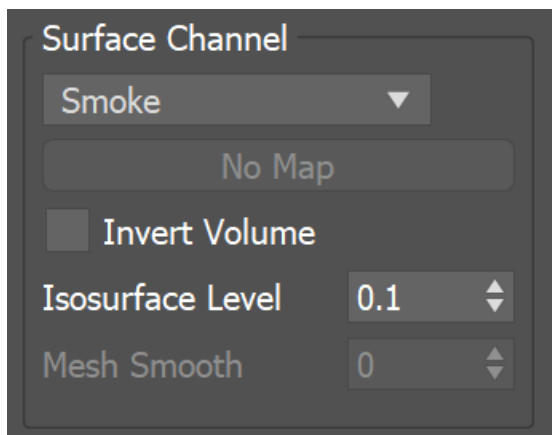 Surface Channel
Smoke
No Map
Invert Volume
Isosurface Level 0.1
Mesh Smooth 0